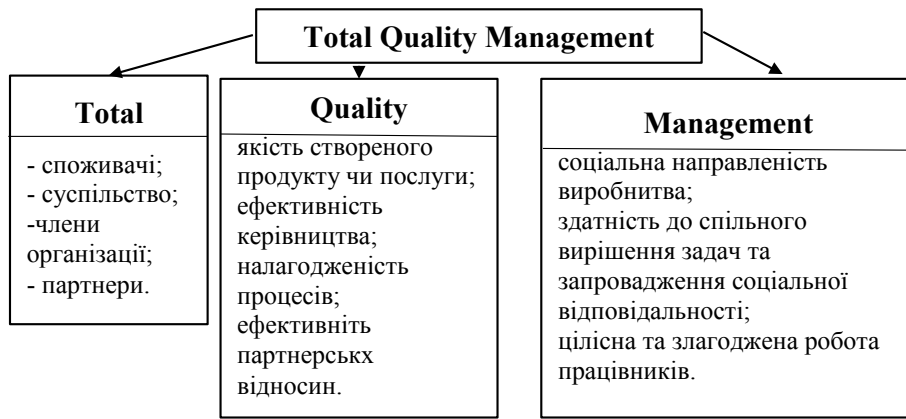 Total Quality Management
Total
- споживачі;
- суспільство;
-члени
організації;
- партнери.
Quality
якість створеного
продукту чи послуги;
ефективність
керівництва;
налагодженість
процесів;
ефективніть
партнерськх
відносин.
Management
соціальна направленість
виробнитва;
здатність до спільного
вирішення задач та
запровадження соціальної
відповідальності;
цілісна та злагоджена робота
працівників.